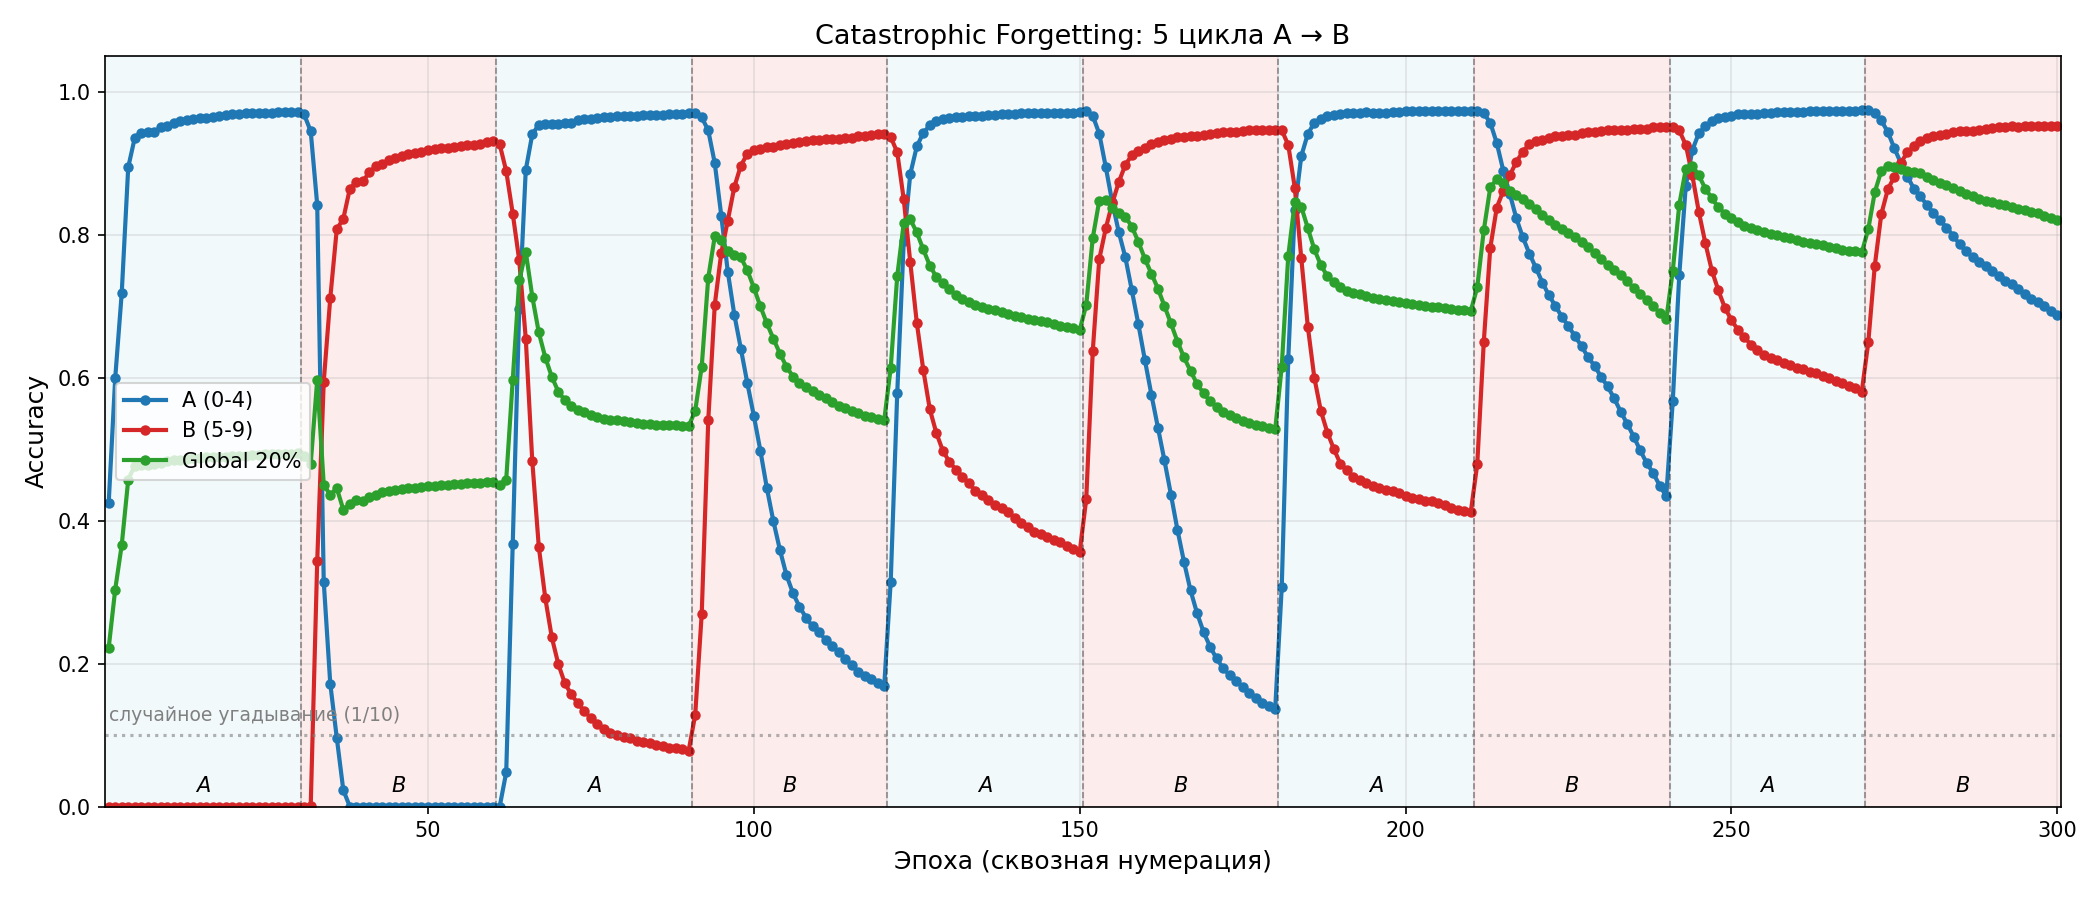 Catastrophic Forgetting: 5 цикла A → B
Accuracy
1.0
0.8
0.6
0.4
0.2
0.0
A (0-4)
B (5-9)
Global 20%
случайное угадывание (1/10)
A B A B A B A B A B
50 100 150 200 250 300
Эпоха (сквозная нумерация)